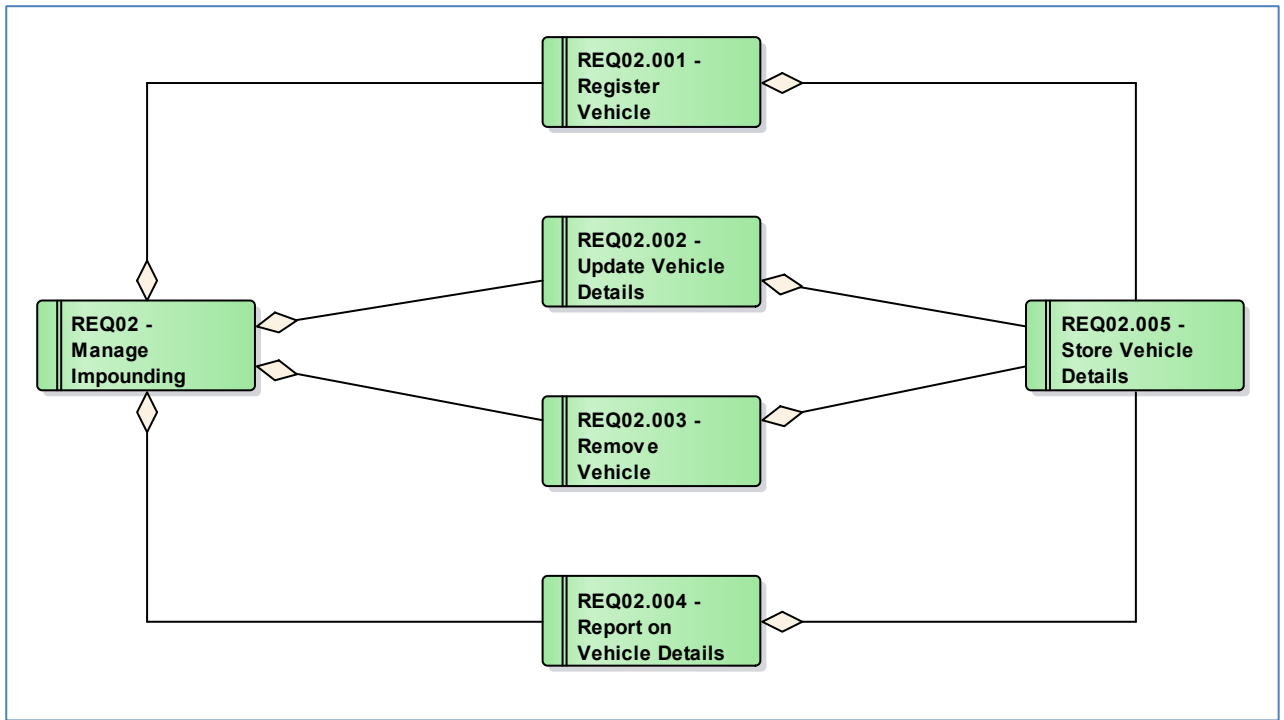 REQ02.001 -
Register
Vehicle
REQ02.002 -
Update Vehicle
Details
REQ02 -
Manage
Impounding
REQ02.005 -
Store Vehicle
Details
REQ02.003 -
Remove
Vehicle
REQ02.004 -
Report on
Vehicle Details